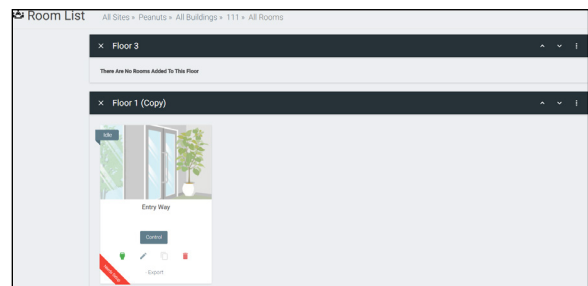 Room List
All Sites » Peanuts » All Buildings » 111 » All Rooms
Floor 3
There Are No Rooms Added To This Floor
Floor 1 (Copy)
Idle
Entry Way
Control
Export